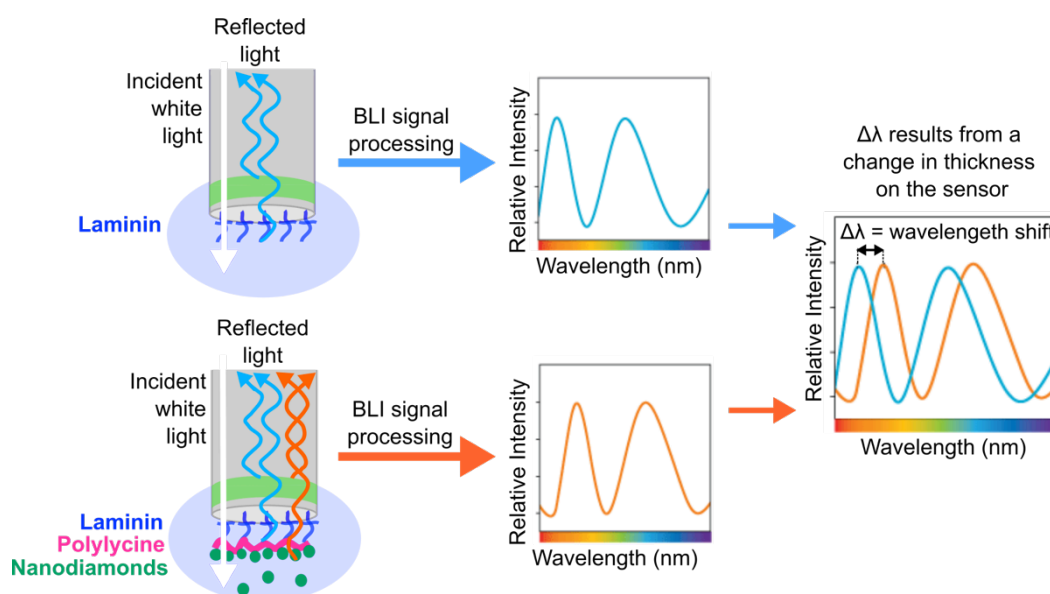 Reflected
light
Incident
white
light
Laminin
BLI signal
processing
Relative Intensity
Wavelength (nm)
Δλ results from a
change in thickness
on the sensor
Δλ = wavelegeth shift
Relative Intensity
Wavelength (nm)
Reflected
light
Incident
white
light
Laminin
Polylycine
Nanodiamonds
BLI signal
processing
Relative Intensity
Wavelength (nm)